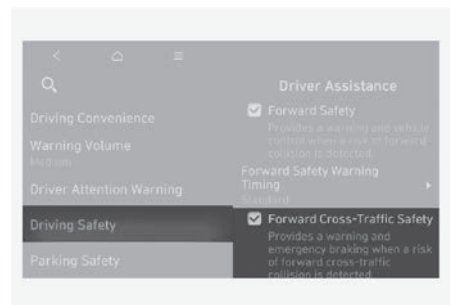 Driver Assistance
Driving Convenience
Warning Volume
Medium
Driver Attention Warning
Driving Safety
Parking Safety
Forward Safety
Provides a warning and vehicle
control when a risk of forward
collision is detected.
Forward Safety Warning
Timing
Standard
Forward Cross-Traffic Safety
Provides a warning and
emergency braking when a risk
of forward cross-traffic
collision is detected.